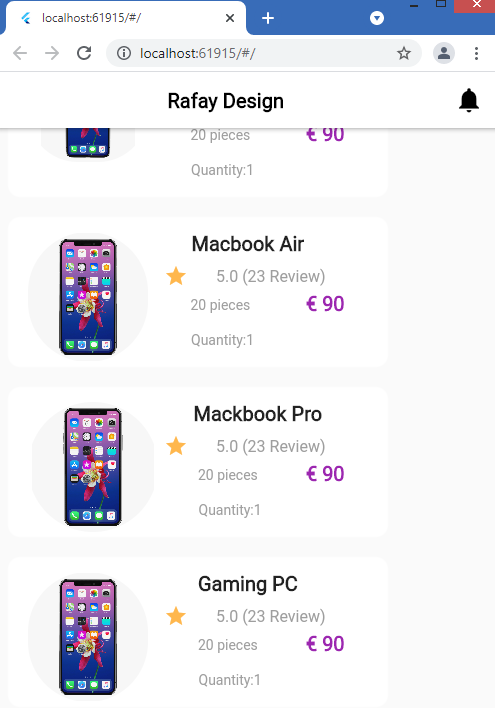 localhost:61915/#/
localhost:61915/#/
Rafay Design
20 pieces € 90
Quantity:1
Macbook Air
5.0 (23 Review)
20 pieces € 90
Quantity:1
Mackbook Pro
5.0 (23 Review)
20 pieces € 90
Quantity:1
Gaming PC
5.0 (23 Review)
20 pieces € 90
Quantity:1